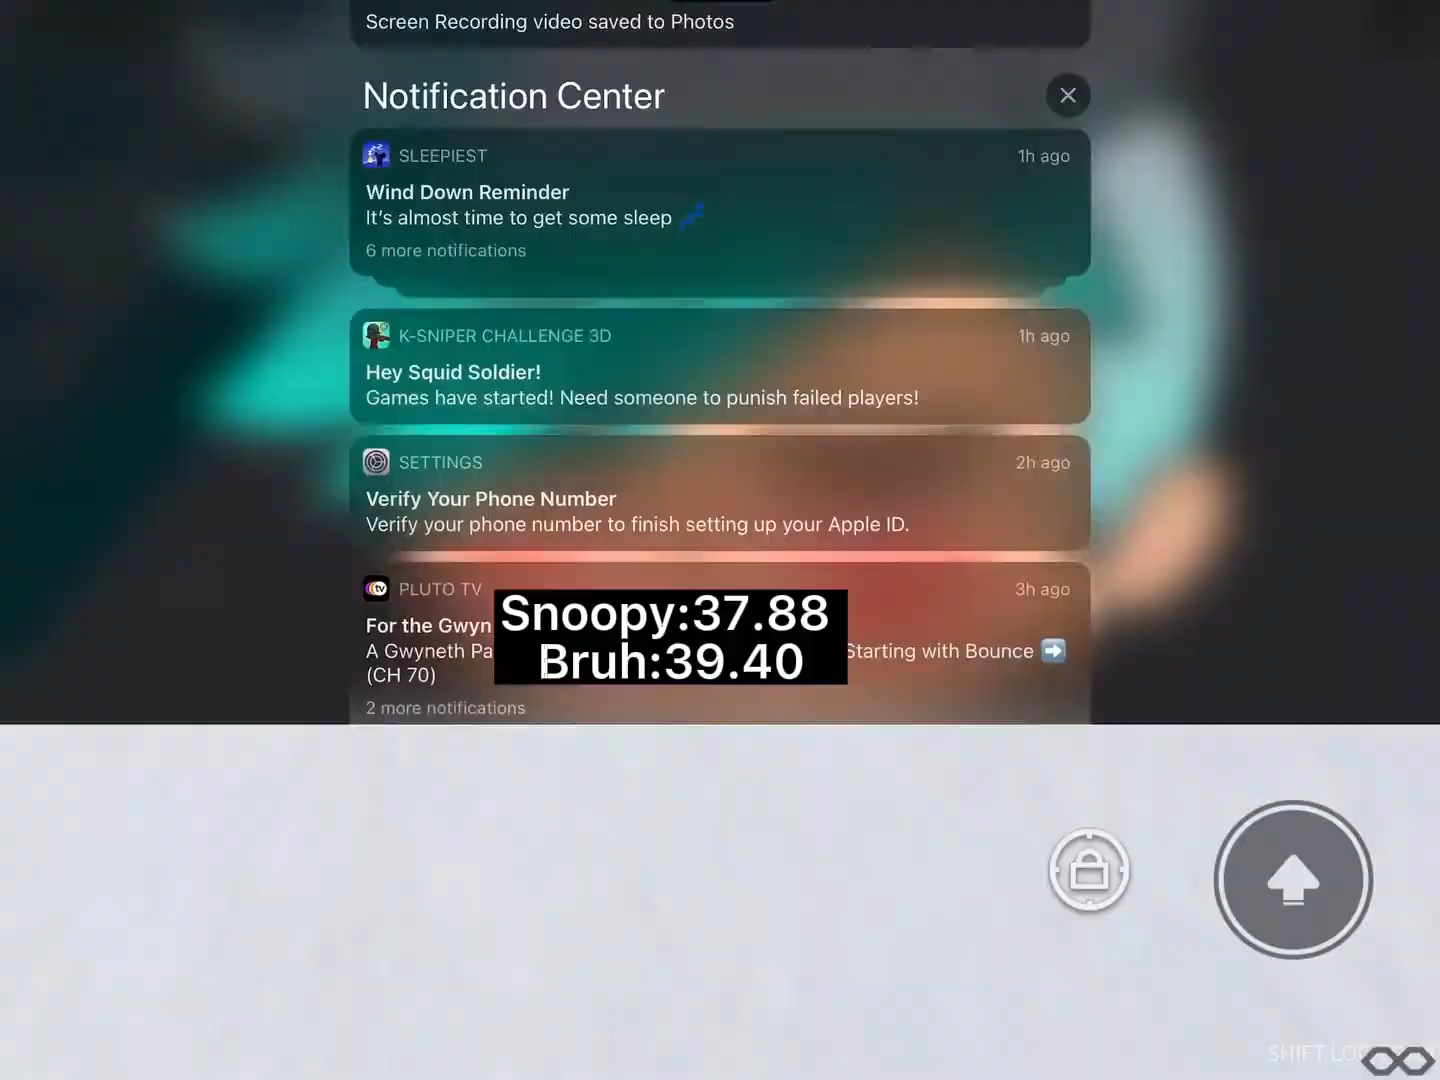 Screen Recording video saved to Photos
Notification Center
SLEEPIEST 1h ago
Wind Down Reminder
It's almost time to get some sleep
6 more notifications
K-SNIPER CHALLENGE 3D 1h ago
Hey Squid Soldier!
Games have started! Need someone to punish failed players!
SETTINGS 2h ago
Verify Your Phone Number
Verify your phone number to finish setting up your Apple ID.
PLUTO TV 3h ago
For the Gwyn
A Gwyneth Pa Starting with Bounce ➡️
(CH 70)
2 more notifications
Snoopy:37.88
Bruh:39.40
SHIFT